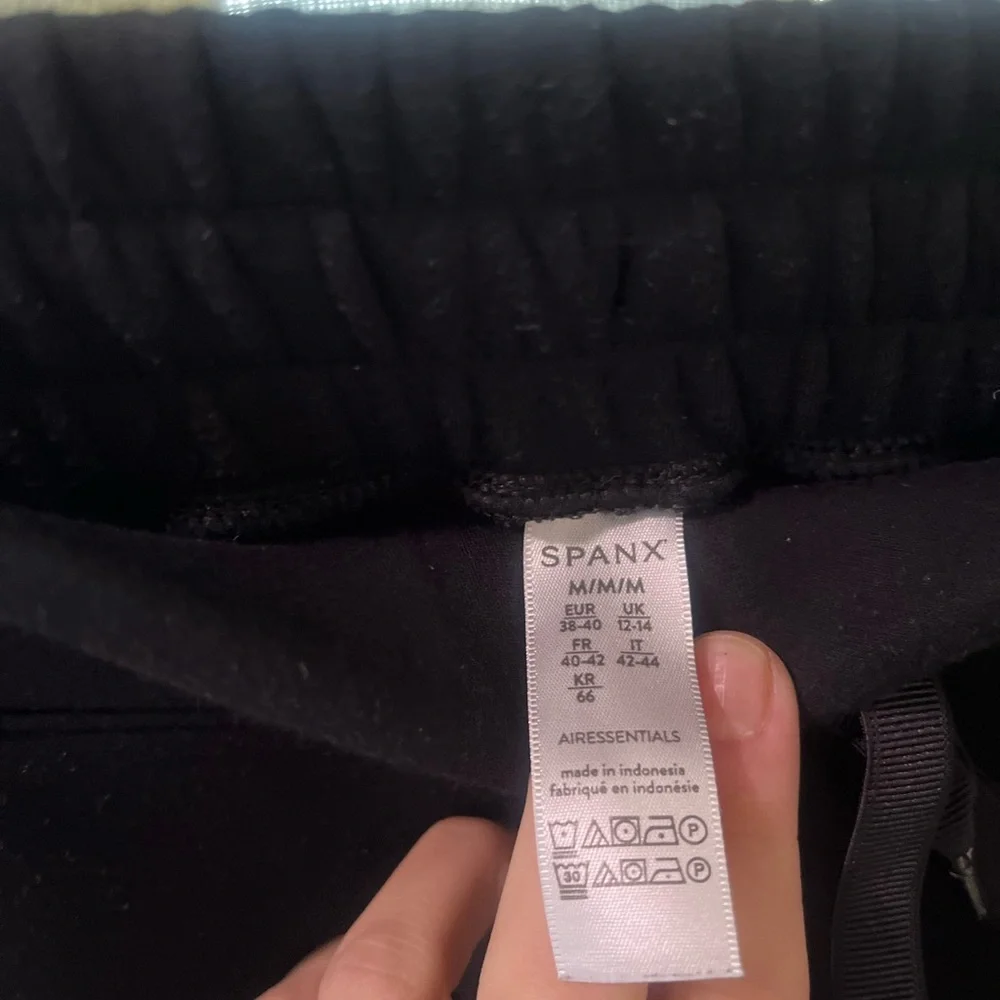 SPANX
M/M/M
EUR UK
38-40 12-14
FR IT
40-42 42-44
KR
66
AIRESSENTIALS
made in indonesia
fabriqué en indonésie
P
30 P